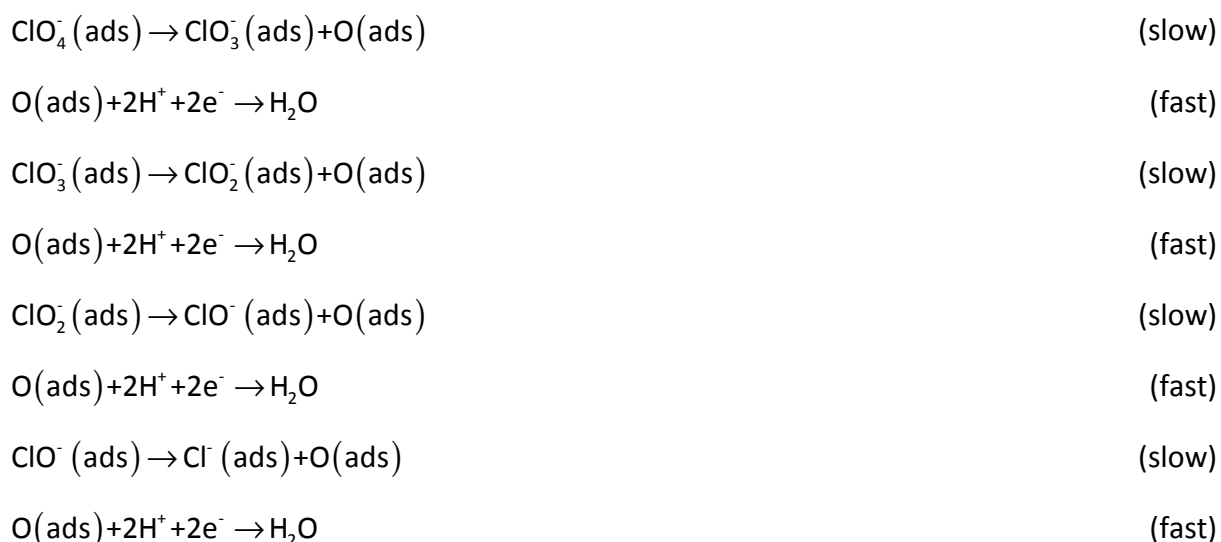 ClO₄⁻(ads)→ClO₃⁻(ads)+O(ads) (slow)
O(ads)+2H⁺+2e⁻→H₂O (fast)
ClO₃⁻(ads)→ClO₂⁻(ads)+O(ads) (slow)
O(ads)+2H⁺+2e⁻→H₂O (fast)
ClO₂⁻(ads)→ClO⁻(ads)+O(ads) (slow)
O(ads)+2H⁺+2e⁻→H₂O (fast)
ClO⁻(ads)→Cl⁻(ads)+O(ads) (slow)
O(ads)+2H⁺+2e⁻→H₂O (fast)